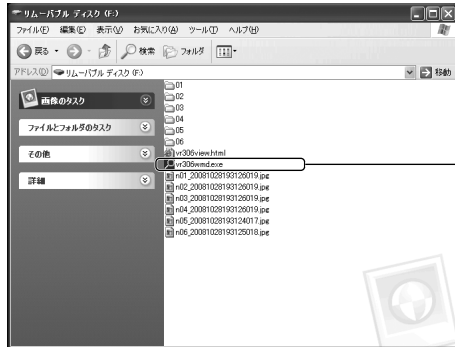 リムーバブル ディスク (F:)
ファイル(F) 編集(E) 表示(V) お気に入り(A) ツール(T) ヘルプ(H)
戻る 検索 フォルダ
アドレス(D) リムーバブル ディスク (F:) 移動
画像のタスク
ファイルとフォルダのタスク
その他
詳細
01
02
03
04
05
06
vr306view.html
vr306wmd.exe
n01_20081028193126019.jpg
n02_20081028193126019.jpg
n03_20081028193126019.jpg
n04_20081028193126019.jpg
n05_20081028193124017.jpg
n06_20081028193125018.jpg